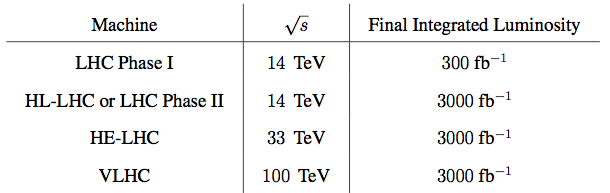 Machine √s Final Integrated Luminosity
LHC Phase I 14 TeV 300 fb⁻¹
HL-LHC or LHC Phase II 14 TeV 3000 fb⁻¹
HE-LHC 33 TeV 3000 fb⁻¹
VLHC 100 TeV 3000 fb⁻¹